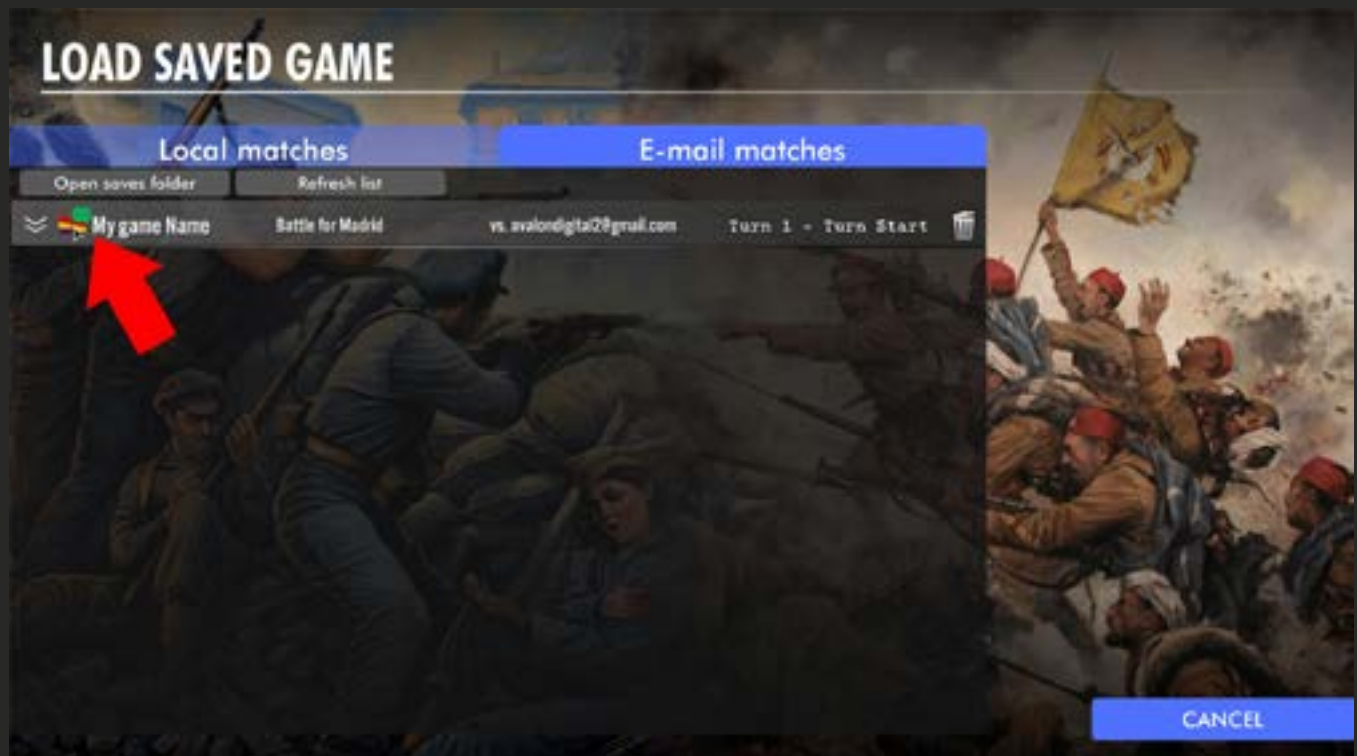 LOAD SAVED GAME
Local matches E-mail matches
Open saves folder Refresh list
My game Name Battle for Madrid vs. avalondigital2@gmail.com Turn 1 - Turn Start
CANCEL